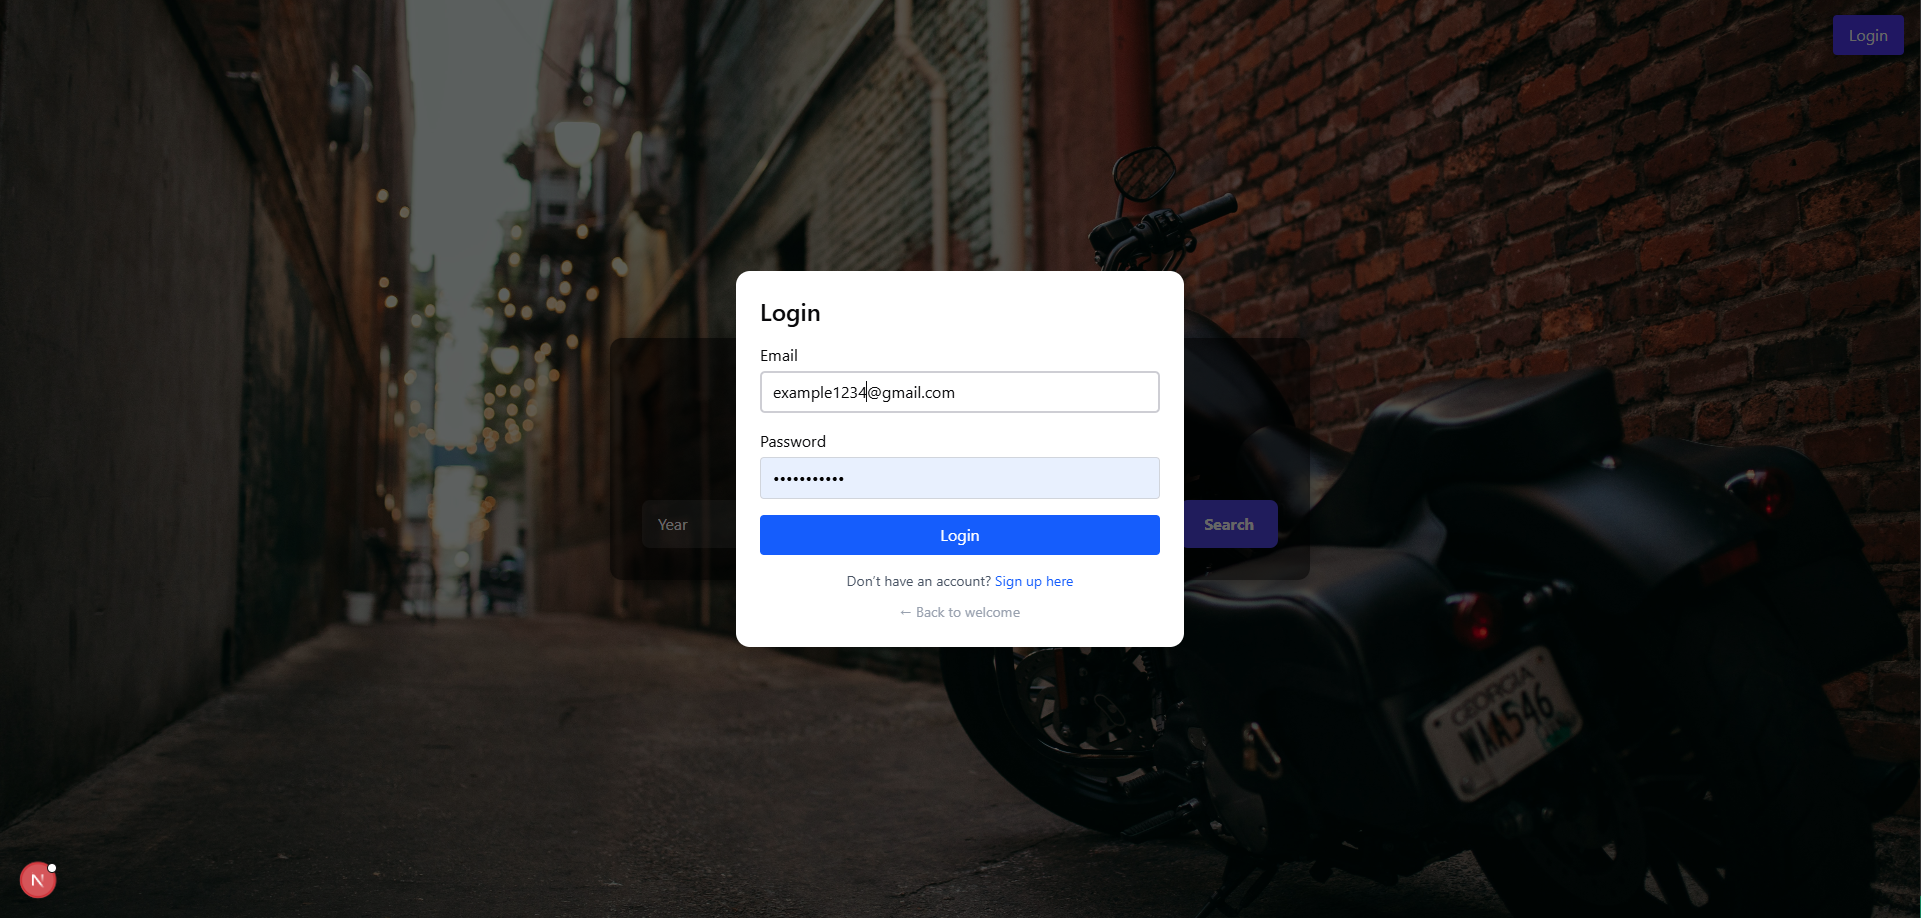 Login
Login
Email
example1234@gmail.com
Password
•••••••••••
Year
Search
Login
Don't have an account? Sign up here
← Back to welcome
GEORGIA
WAA546
N